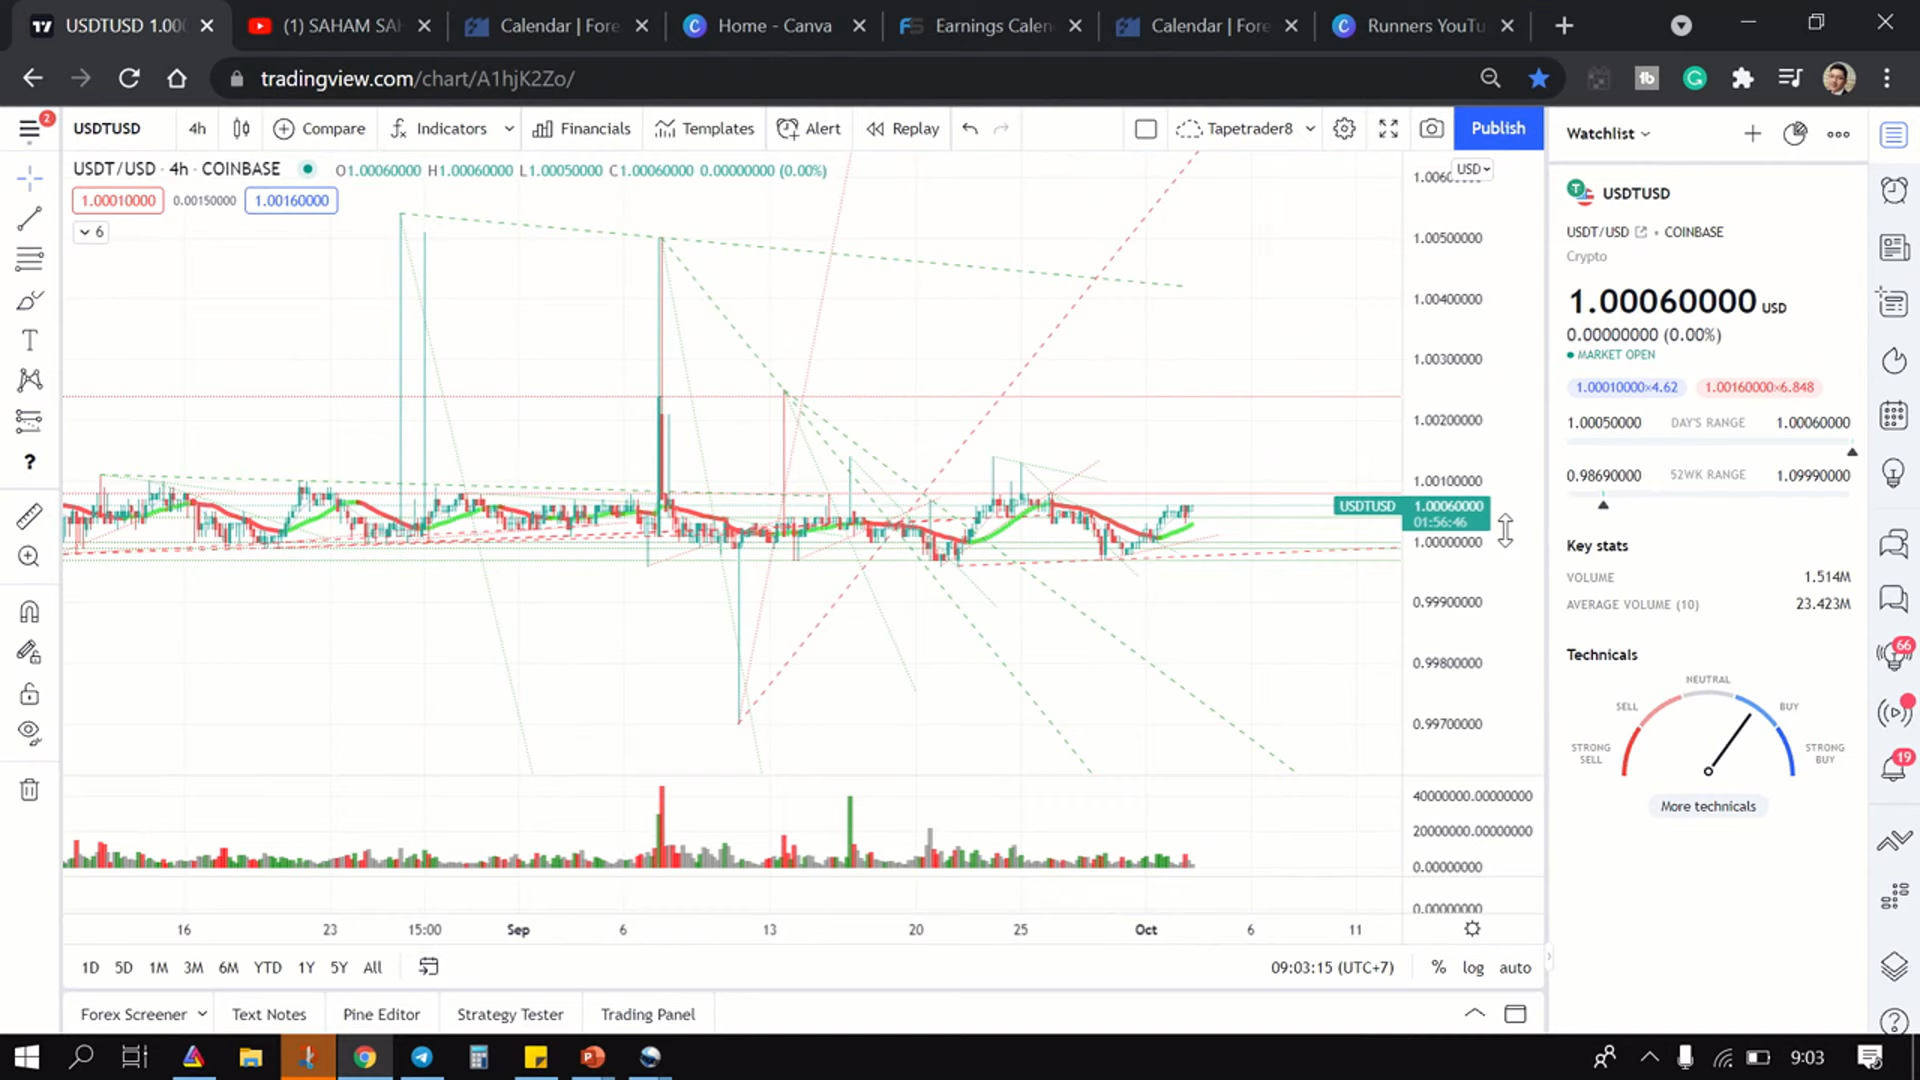 USDTUSD 1.000
(1) SAHAM SAH
Calendar | Fore
Home - Canva
Earnings Calen
Calendar | Fore
Runners YouTu
tradingview.com/chart/A1hjK2Zo/
2
USDTUSD
4h
Compare
Indicators
Financials
Templates
Alert
Replay
Tapetrader8
Publish
Watchlist
USDT/USD · 4h · COINBASE
O1.00060000 H1.00060000 L1.00050000 C1.00060000 0.00000000 (0.00%)
1.00010000
0.00150000
1.00160000
6
USD
1.00500000
1.00400000
1.00300000
1.00200000
1.00100000
USDTUSD
1.00060000
01:56:46
1.00000000
0.99900000
0.99800000
0.99700000
40000000.00000000
20000000.00000000
0.00000000
0.00000000
16
23
15:00
Sep
6
13
20
25
Oct
6
11
1D
5D
1M
3M
6M
YTD
1Y
5Y
All
09:03:15 (UTC+7)
%
log
auto
Forex Screener
Text Notes
Pine Editor
Strategy Tester
Trading Panel
USDTUSD
USDT/USD
• COINBASE
Crypto
1.00060000 USD
0.00000000 (0.00%)
MARKET OPEN
1.00010000×4.62
1.00160000×6.848
1.00050000
DAY'S RANGE
1.00060000
0.98690000
52WK RANGE
1.09990000
Key stats
VOLUME
1.514M
AVERAGE VOLUME (10)
23.423M
Technicals
NEUTRAL
SELL
BUY
STRONG SELL
STRONG BUY
More technicals
66
19
9:03